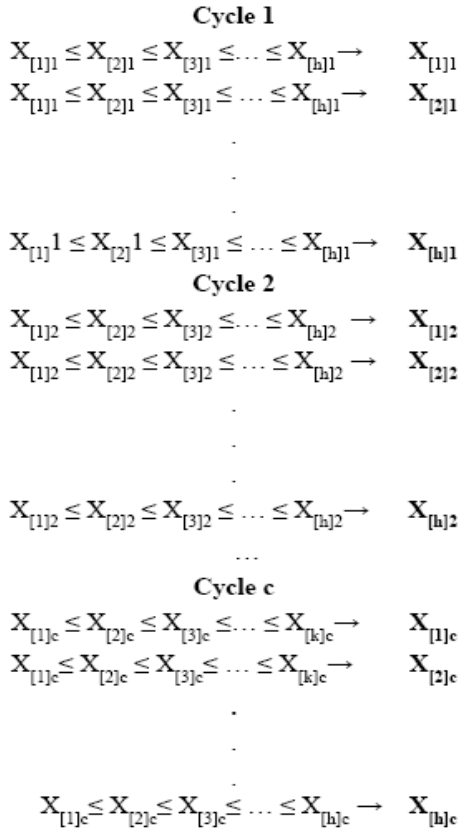 Cycle 1
X[1]1 ≤ X[2]1 ≤ X[3]1 ≤… ≤ X[h]1→ X[1]1
X[1]1 ≤ X[2]1 ≤ X[3]1 ≤ … ≤ X[h]1→ X[2]1
.
.
.
X[1]1 ≤ X[2]1 ≤ X[3]1 ≤ … ≤ X[h]1→ X[h]1
Cycle 2
X[1]2 ≤ X[2]2 ≤ X[3]2 ≤… ≤ X[h]2 → X[1]2
X[1]2 ≤ X[2]2 ≤ X[3]2 ≤ … ≤ X[h]2 → X[2]2
.
.
.
X[1]2 ≤ X[2]2 ≤ X[3]2 ≤ … ≤ X[h]2→ X[h]2
…
Cycle c
X[1]c ≤ X[2]c ≤ X[3]c ≤… ≤ X[k]c→ X[1]c
X[1]c≤ X[2]c ≤ X[3]c≤ … ≤ X[k]c→ X[2]c
.
.
.
X[1]c≤ X[2]c≤ X[3]c≤ … ≤ X[h]c → X[h]c